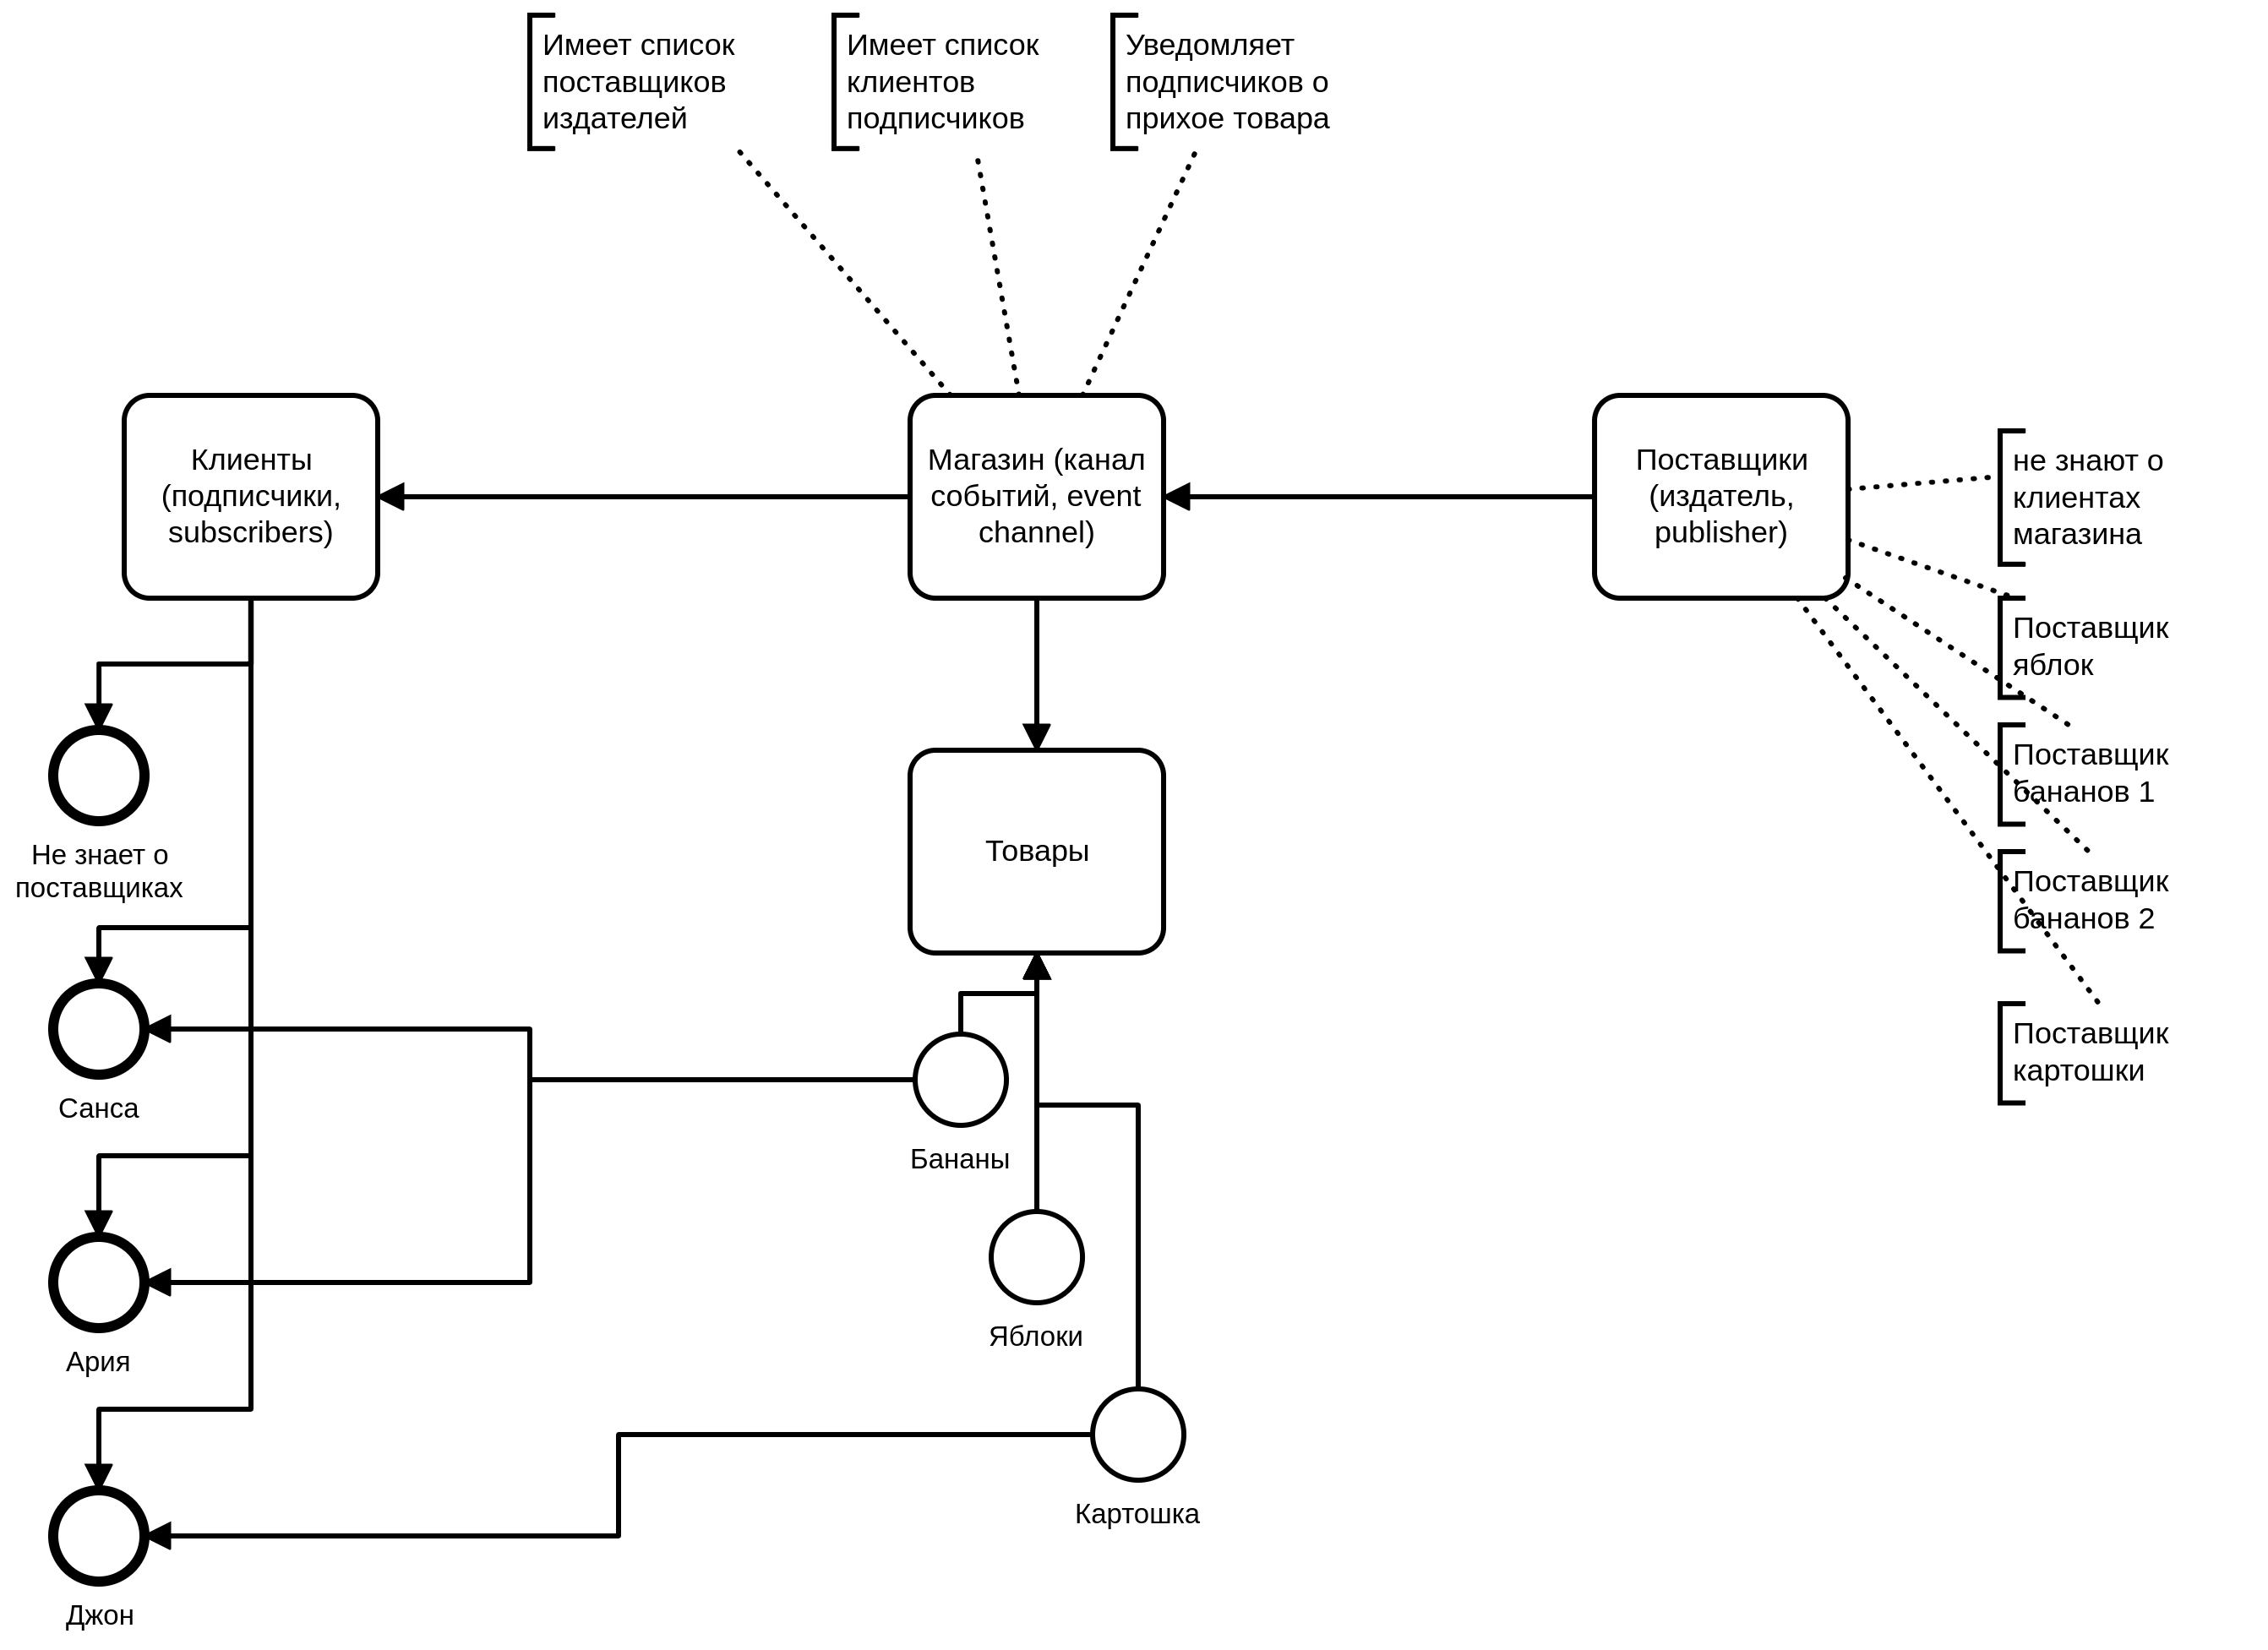 Имеет список
поставщиков
издателей
Имеет список
клиентов
подписчиков
Уведомляет
подписчиков о
прихое товара
Клиенты
(подписчики,
subscribers)
Магазин (канал
событий, event
channel)
Поставщики
(издатель,
publisher)
не знают о
клиентах
магазина
Поставщик
яблок
Поставщик
бананов 1
Поставщик
бананов 2
Поставщик
картошки
Товары
Не знает о
поставщиках
Санса
Ария
Джон
Бананы
Яблоки
Картошка